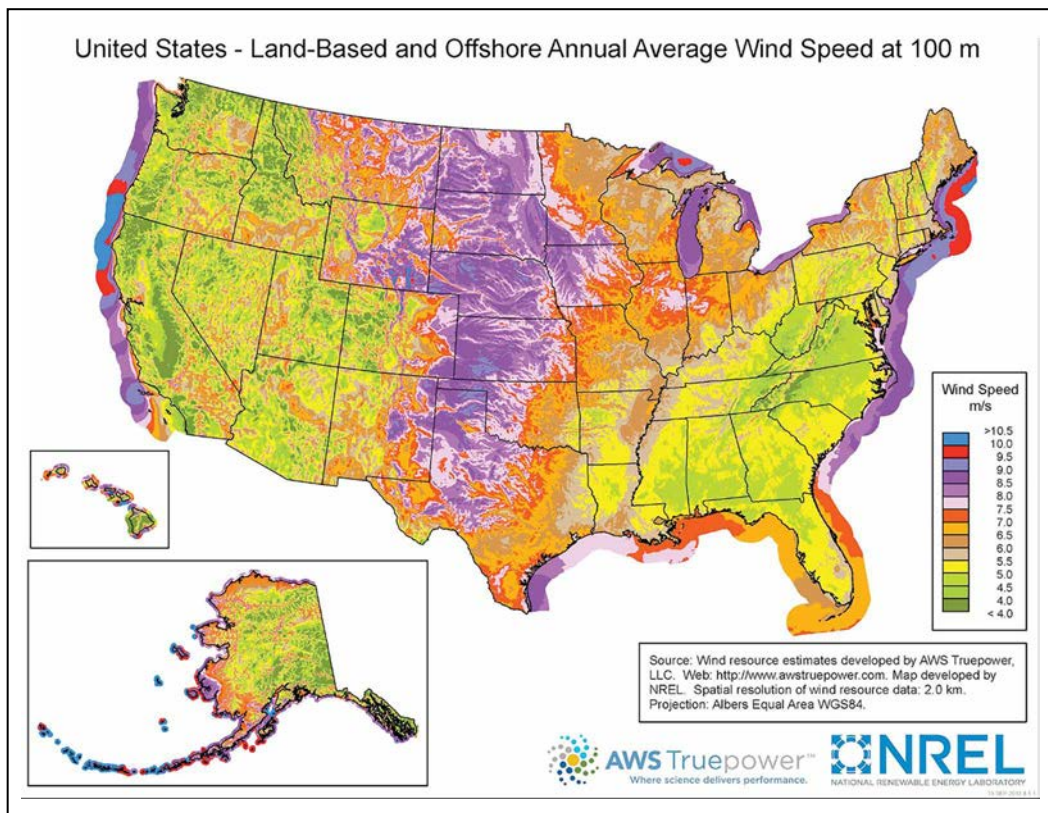 United States - Land-Based and Offshore Annual Average Wind Speed at 100 m
Wind Speed
m/s
>10.5
10.0
9.5
9.0
8.5
8.0
7.5
7.0
6.5
6.0
5.5
5.0
4.5
4.0
< 4.0
Source: Wind resource estimates developed by AWS Truepower,
LLC. Web: http://www.awstruepower.com. Map developed by
NREL. Spatial resolution of wind resource data: 2.0 km.
Projection: Albers Equal Area WGS84.
AWS Truepower™
Where science delivers performance.
NREL
NATIONAL RENEWABLE ENERGY LABORATORY